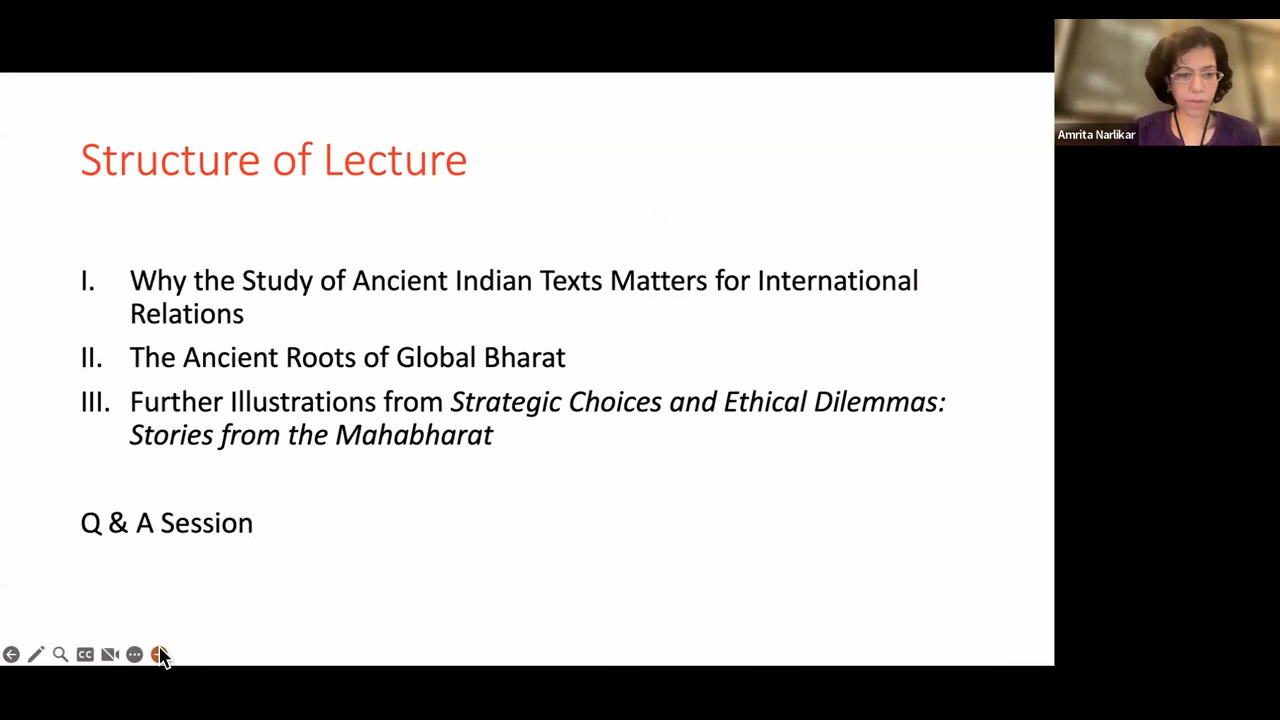 Structure of Lecture
I. Why the Study of Ancient Indian Texts Matters for International
Relations
II. The Ancient Roots of Global Bharat
III. Further Illustrations from Strategic Choices and Ethical Dilemmas:
Stories from the Mahabharat
Q & A Session
Amrita Narlikar
CC